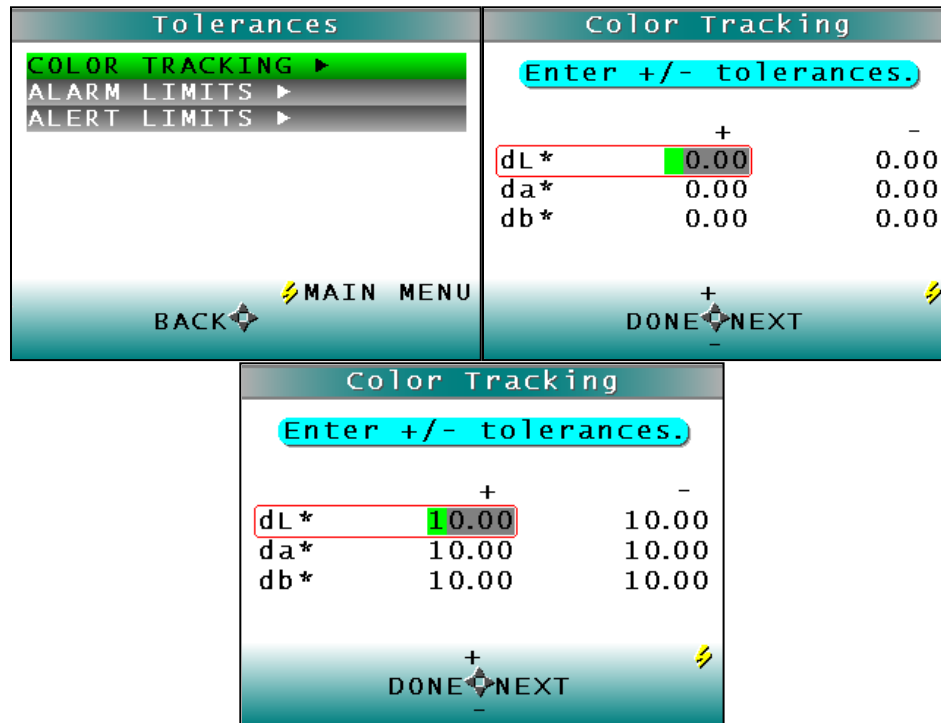 Tolerances
COLOR TRACKING ►
ALARM LIMITS ►
ALERT LIMITS ►
MAIN MENU
BACK
Color Tracking
Enter +/- tolerances.
+ -
dL* 0.00 0.00
da* 0.00 0.00
db* 0.00 0.00
+
DONE NEXT
-
Color Tracking
Enter +/- tolerances.
+ -
dL* 10.00 10.00
da* 10.00 10.00
db* 10.00 10.00
+
DONE NEXT
-